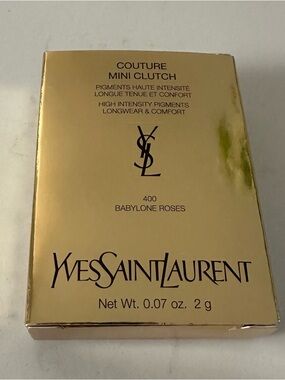 COUTURE
MINI CLUTCH
PIGMENTS HAUTE INTENSITÉ
LONGUE TENUE ET CONFORT
HIGH INTENSITY PIGMENTS
LONGWEAR & COMFORT
YSL
400
BABYLONE ROSES
YVESSAINTLAURENT
Net Wt. 0.07 oz. 2 g